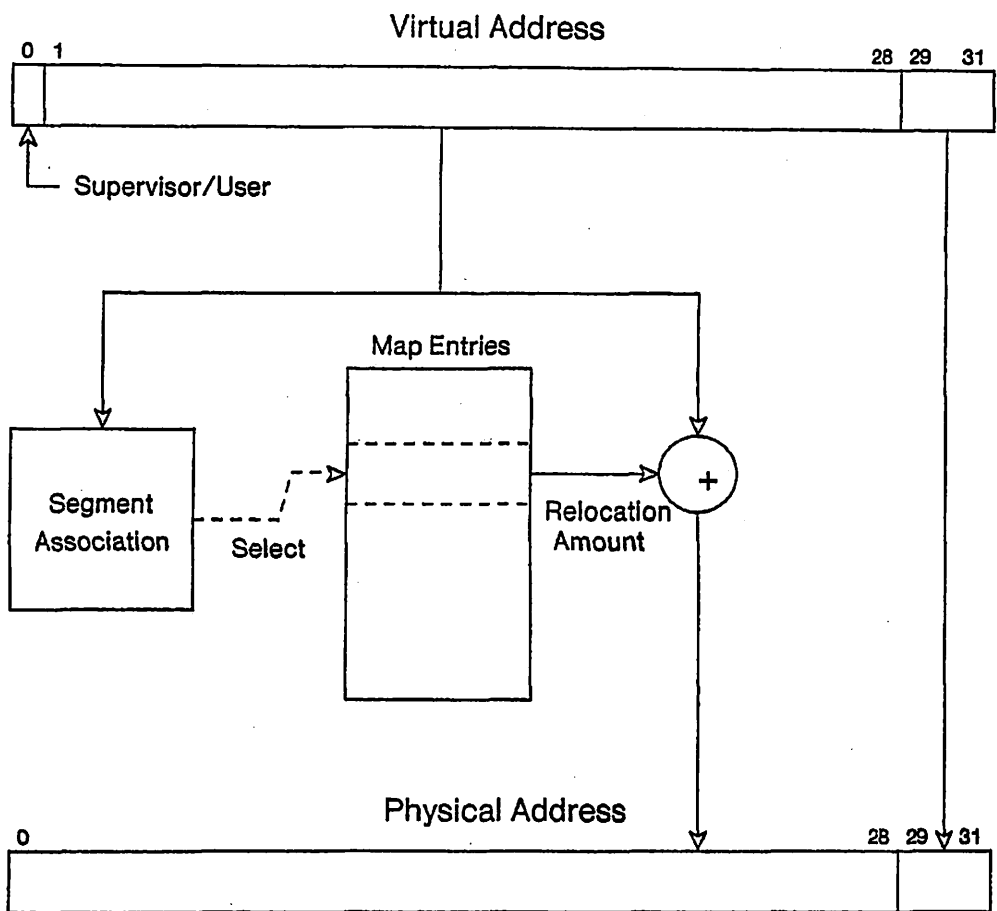 Virtual Address
0 1 28 29 31
Supervisor/User
Map Entries
Segment
Association
Select
+
Relocation
Amount
Physical Address
0 28 29 31